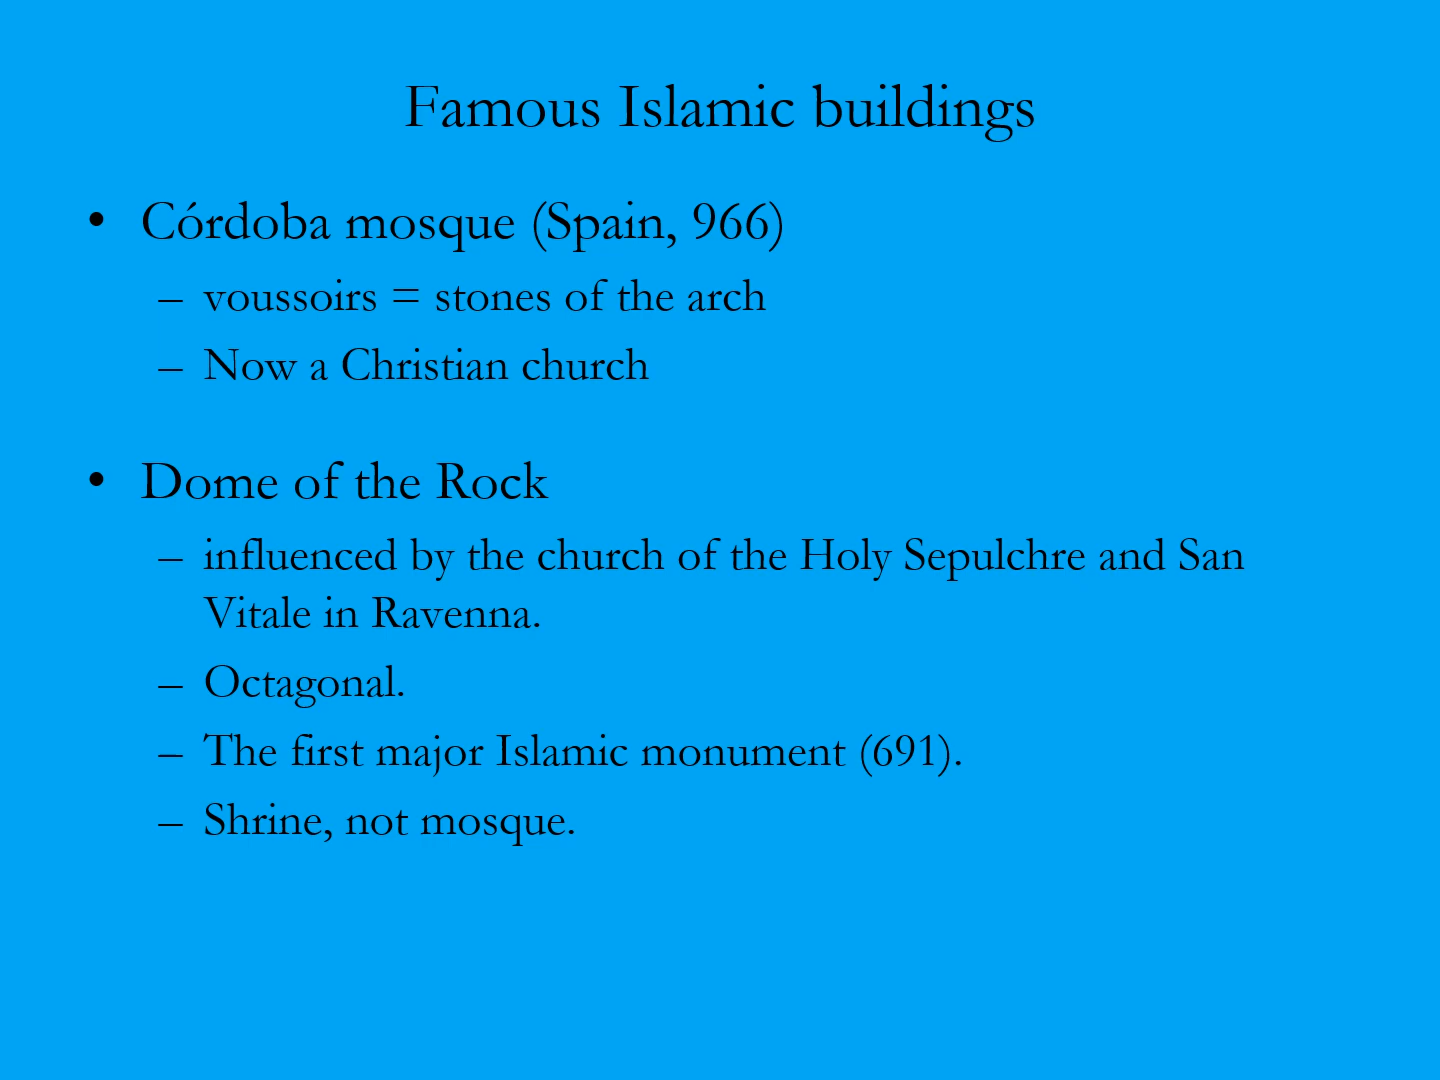 Famous Islamic buildings
• Córdoba mosque (Spain, 966)
– voussoirs = stones of the arch
– Now a Christian church
• Dome of the Rock
– influenced by the church of the Holy Sepulchre and San
Vitale in Ravenna.
– Octagonal.
– The first major Islamic monument (691).
– Shrine, not mosque.